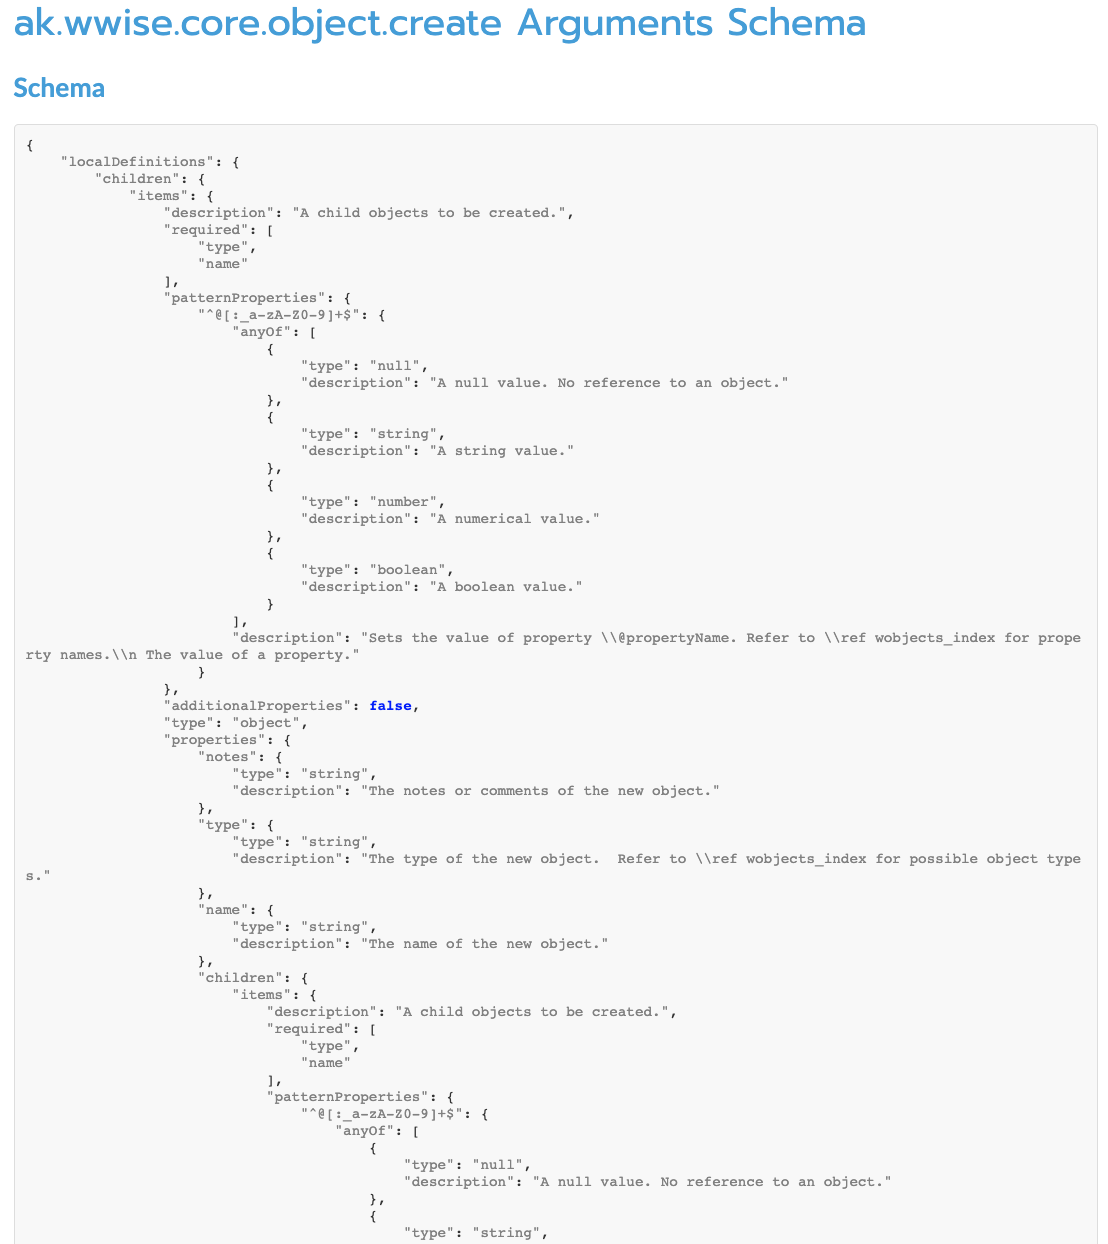 ak.wwise.core.object.create Arguments Schema
Schema
{
    "localDefinitions": {
        "children": {
            "items": {
                "description": "A child objects to be created.",
                "required": [
                    "type",
                    "name"
                ],
                "patternProperties": {
                    "^@[:_a-zA-Z0-9]+$": {
                        "anyOf": [
                            {
                                "type": "null",
                                "description": "A null value. No reference to an object."
                            },
                            {
                                "type": "string",
                                "description": "A string value."
                            },
                            {
                                "type": "number",
                                "description": "A numerical value."
                            },
                            {
                                "type": "boolean",
                                "description": "A boolean value."
                            }
                        ],
                        "description": "Sets the value of property \\@propertyName. Refer to \\ref wobjects_index for prope
rty names.\\n The value of a property."
                    }
                },
                "additionalProperties": false,
                "type": "object",
                "properties": {
                    "notes": {
                        "type": "string",
                        "description": "The notes or comments of the new object."
                    },
                    "type": {
                        "type": "string",
                        "description": "The type of the new object.  Refer to \\ref wobjects_index for possible object type
s."
                    },
                    "name": {
                        "type": "string",
                        "description": "The name of the new object."
                    },
                    "children": {
                        "items": {
                            "description": "A child objects to be created.",
                            "required": [
                                "type",
                                "name"
                            ],
                            "patternProperties": {
                                "^@[:_a-zA-Z0-9]+$": {
                                    "anyOf": [
                                        {
                                            "type": "null",
                                            "description": "A null value. No reference to an object."
                                        },
                                        {
                                            "type": "string",